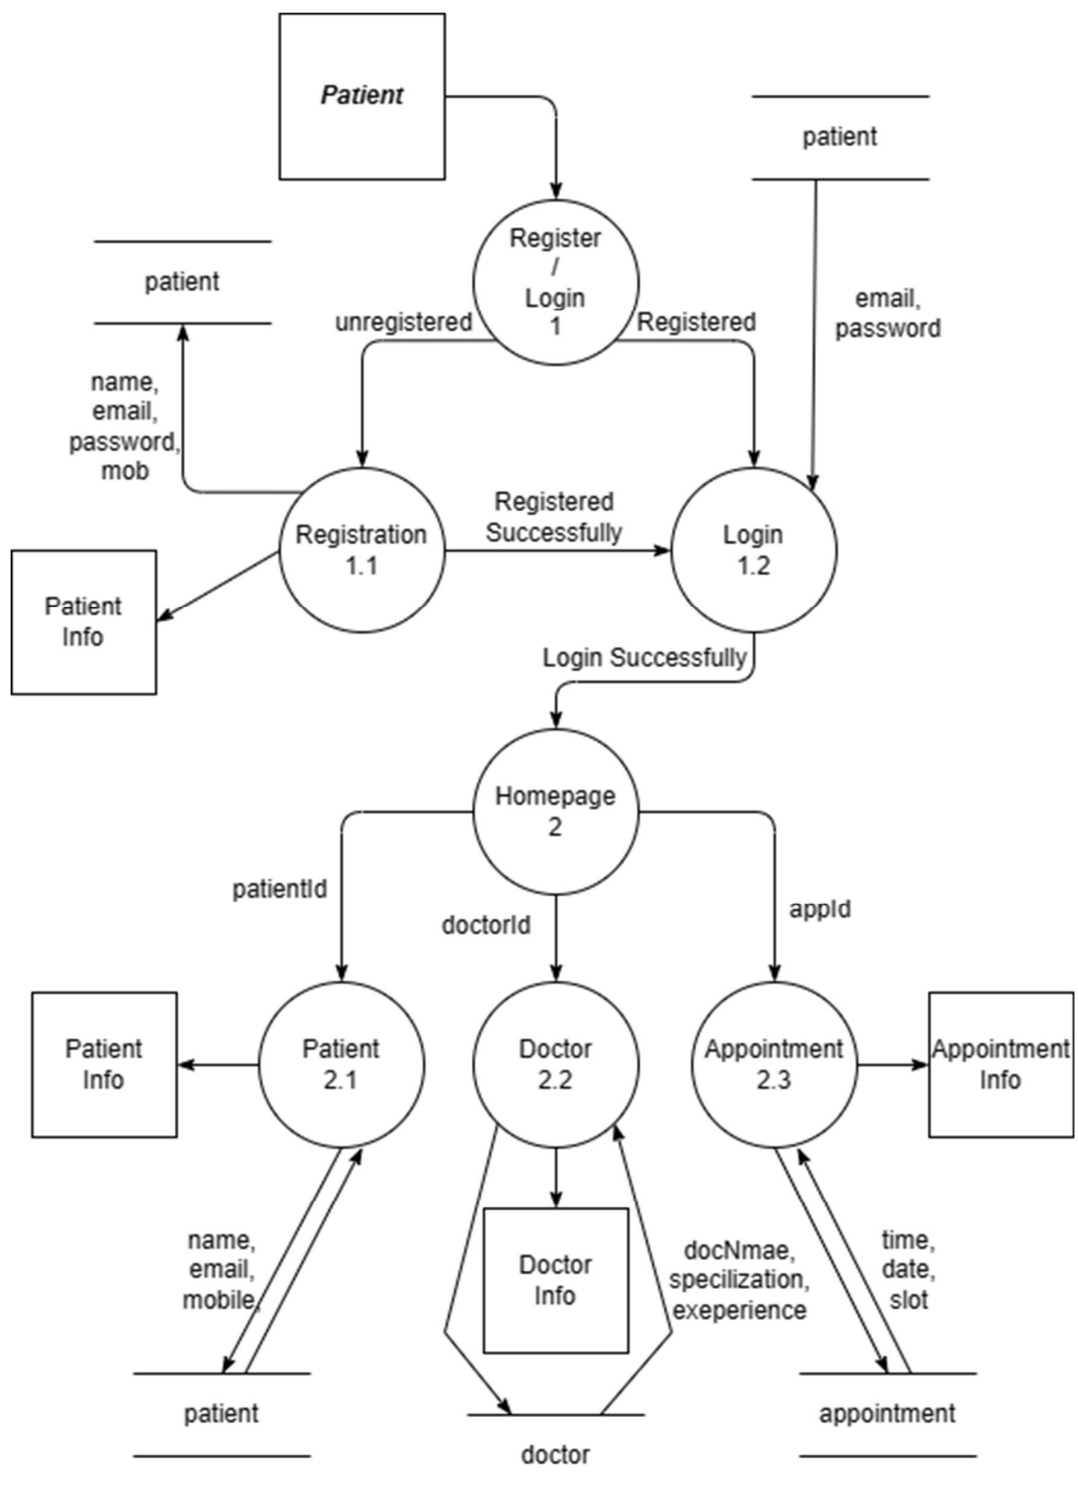 Patient
patient
Register
/
Login
1
patient
email,
password
unregistered
Registered
name,
email,
password,
mob
Registered
Successfully
Registration
1.1
Login
1.2
Patient
Info
Login Successfully
Homepage
2
patientId
doctorId
appId
Patient
Info
Patient
2.1
Doctor
2.2
Appointment
2.3
Appointment
Info
name,
email,
mobile,
Doctor
Info
docNmae,
specilization,
exeperience
time,
date,
slot
patient
doctor
appointment